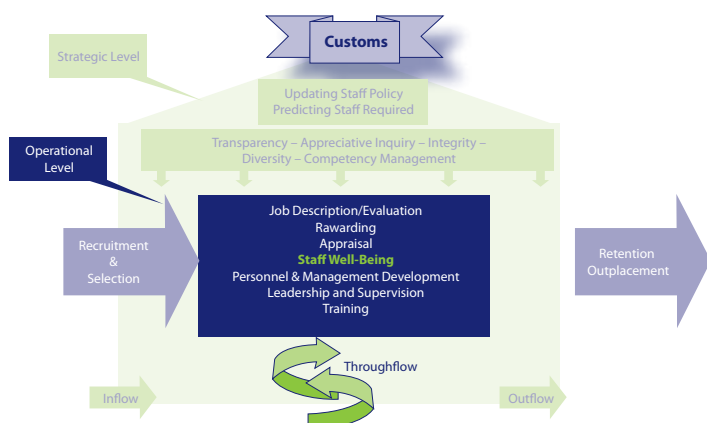 Customs
Strategic Level
Updating Staff Policy
Predicting Staff Required
Transparency – Appreciative Inquiry – Integrity –
Diversity – Competency Management
Operational
Level
Job Description/Evaluation
Rawarding
Appraisal
Staff Well-Being
Personnel & Management Development
Leadership and Supervision
Training
Recruitment
&
Selection
Retention
Outplacement
Throughflow
Inflow
Outflow